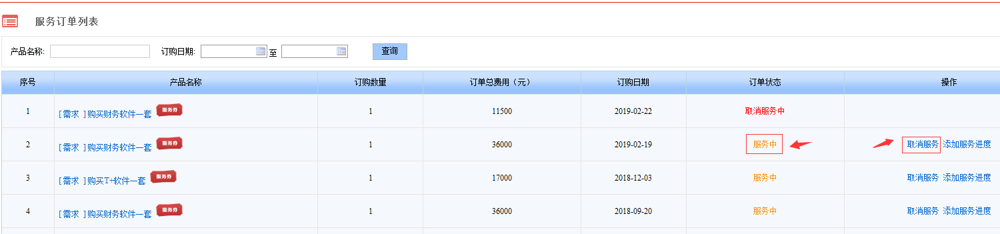 服务订单列表
产品名称: 订购日期: 至 查询
序号 产品名称 订购数量 订单总费用（元） 订购日期 订单状态 操作
1 [需求 ]购买财务软件一套 服务券 1 11500 2019-02-22 取消服务中
2 [需求 ]购买财务软件一套 服务券 1 36000 2019-02-19 服务中 取消服务 添加服务进度
3 [需求 ]购买T+软件一套 服务券 1 17000 2018-12-03 服务中 取消服务 添加服务进度
4 [需求 ]购买财务软件一套 服务券 1 36000 2018-09-20 服务中 取消服务 添加服务进度